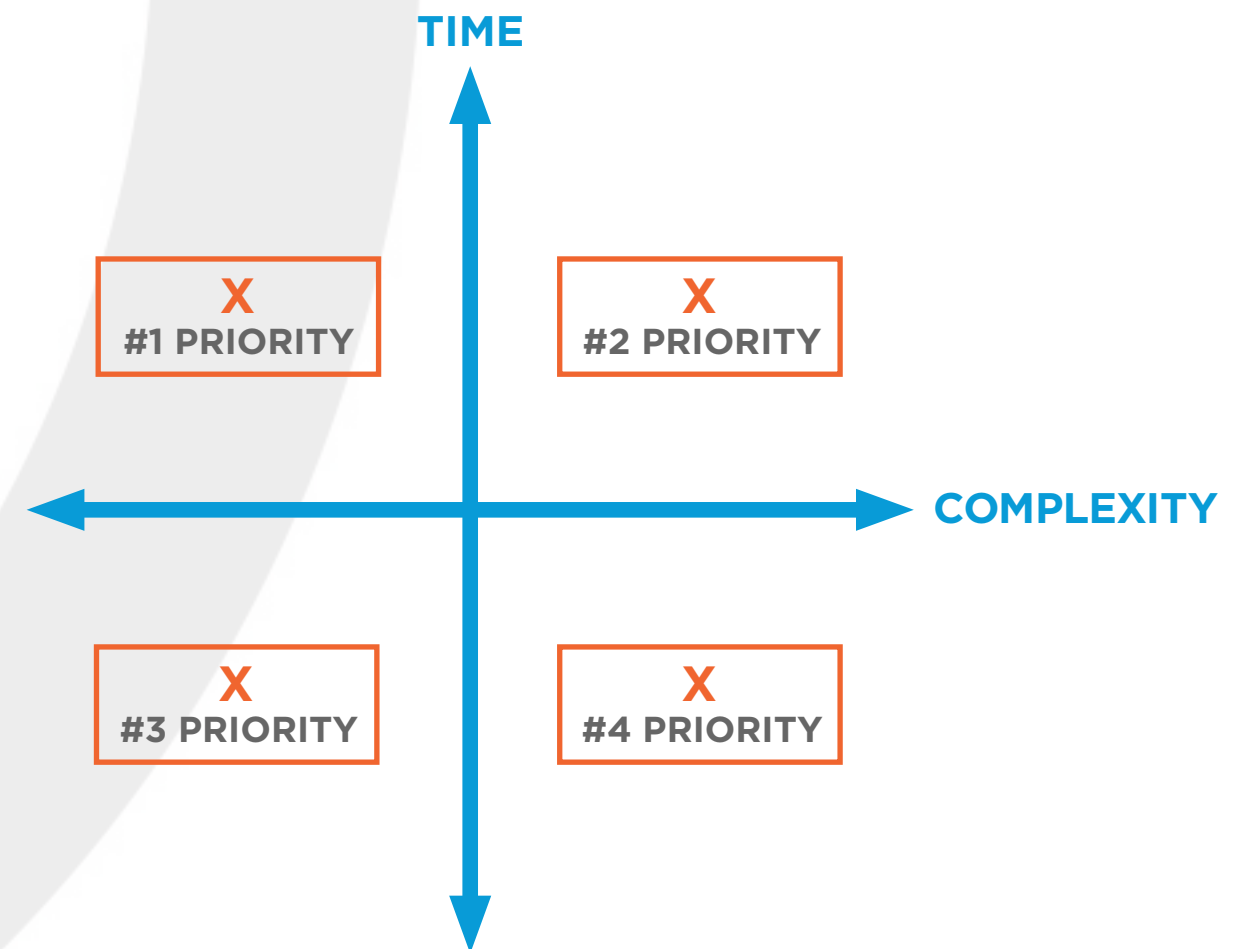 TIME
X
#1 PRIORITY
X
#2 PRIORITY
COMPLEXITY
X
#3 PRIORITY
X
#4 PRIORITY